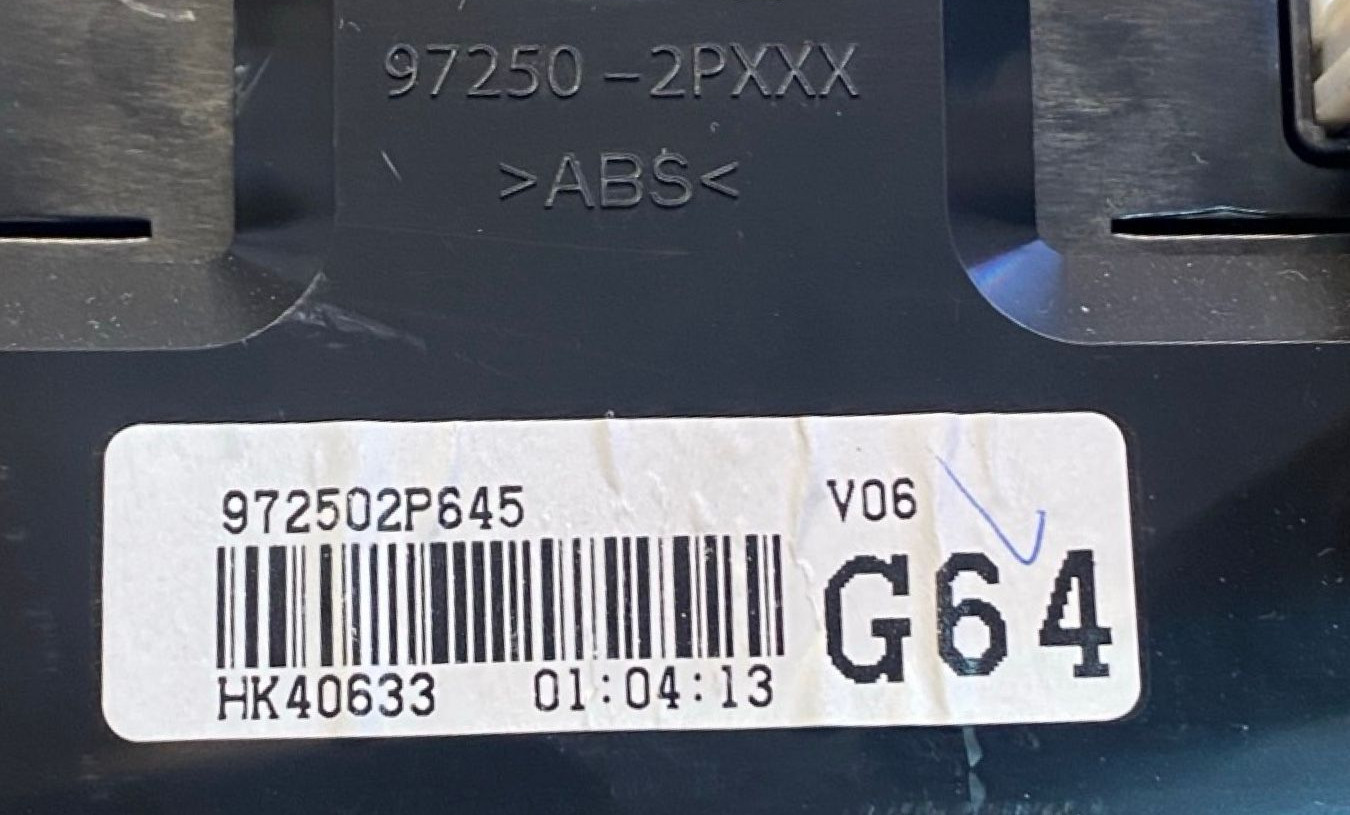 97250-2PXXX
>ABS<
972502P645 V06
G64
HK40633 01:04:13